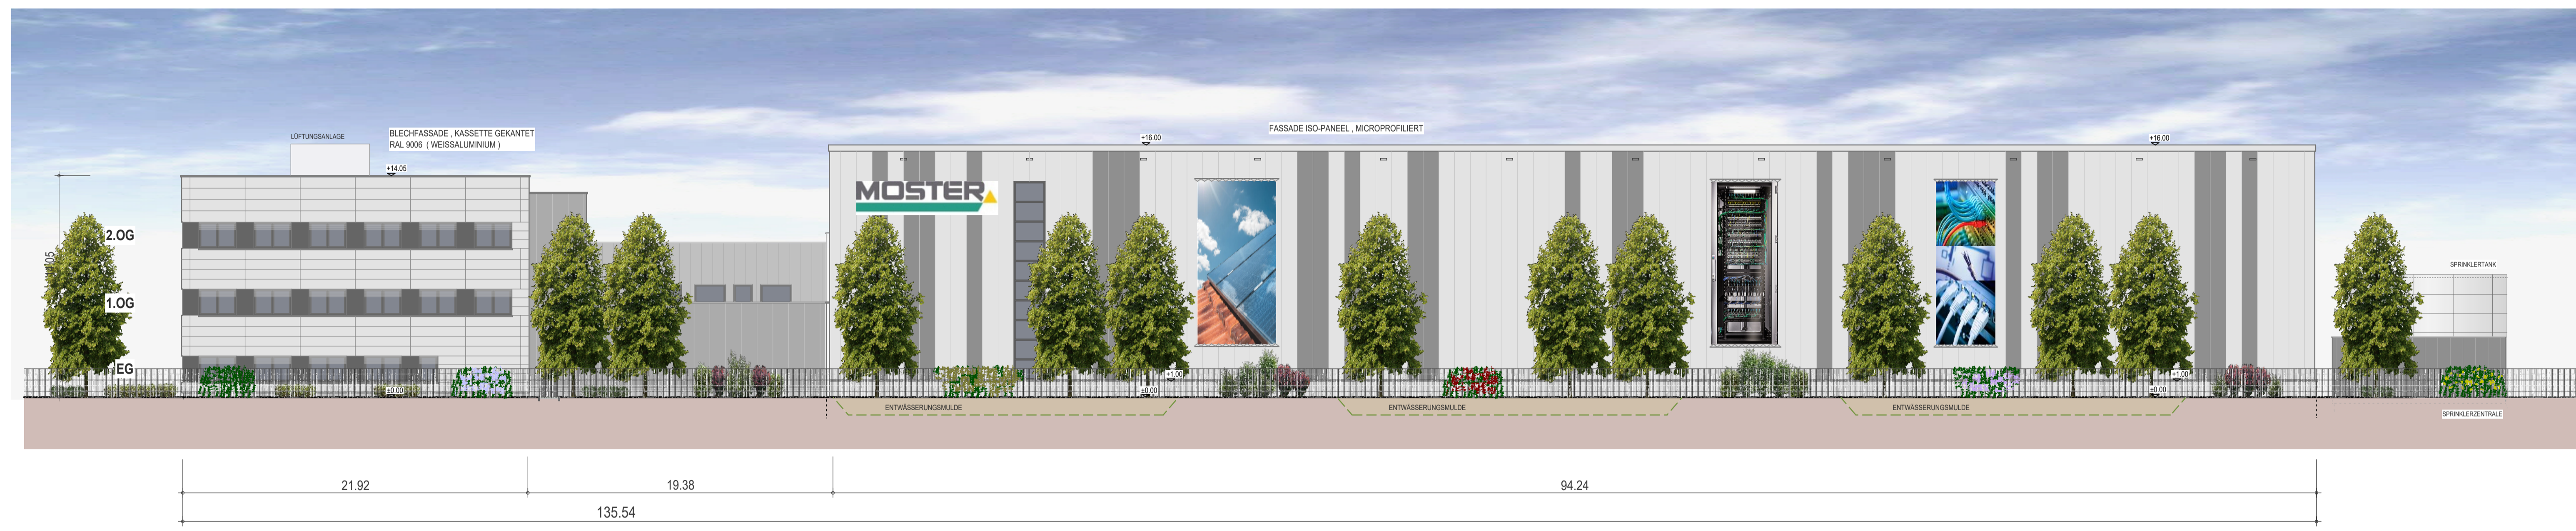 LÜFTUNGSANLAGE
BLECHFASSADE , KASSETTE GEKANTET
RAL 9006 ( WEISSALUMINIUM )
+14.05
FASSADE ISO-PANEEL , MICROPROFILIERT
+16.00
+16.00
MOSTER
2.OG
1.OG
EG
SPRINKLERTANK
±0.00
+1.00
±0.00
+1.00
±0.00
ENTWÄSSERUNGSMULDE
ENTWÄSSERUNGSMULDE
ENTWÄSSERUNGSMULDE
SPRINKLERZENTRALE
21.92
19.38
94.24
135.54